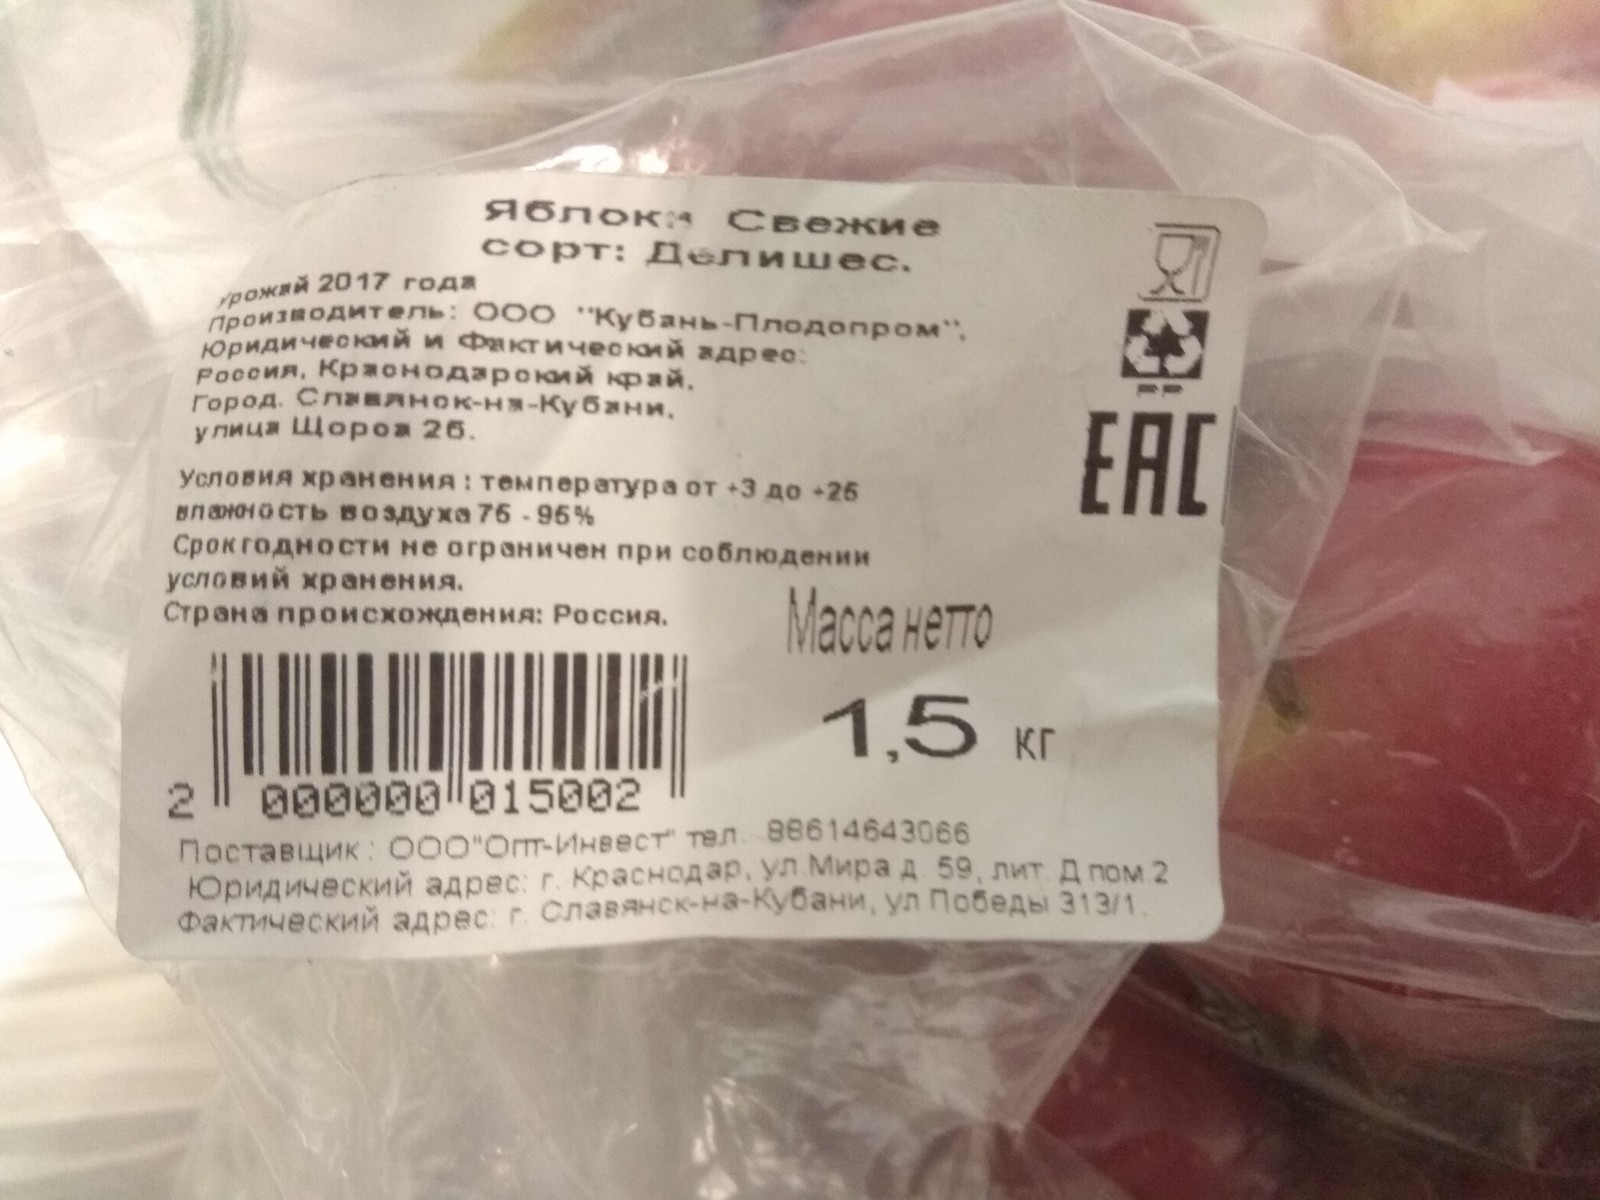 Яблоки Свежие
сорт: Делишес.
урожай 2017 года
Производитель: ООО "Кубань-Плодопром",
Юридический и Фактический адрес:
Россия, Краснодарский край,
Город. Славянок-на-Кубани,
улица Щорса 26.
Условия хранения : температура от +3 до +25
влажность воздуха 75 - 95%
Срок годности не ограничен при соблюдении
условий хранения.
Страна происхождения: Россия.
Масса нетто
1,5 кг
2 000000 015002
PP
EAC
Поставщик : ООО"Опт-Инвест" тел. 88614643066
Юридический адрес: г. Краснодар, ул.Мира д. 59, лит. Д пом.2
Фактический адрес: г. Славянск-на-Кубани, ул Победы 313/1.